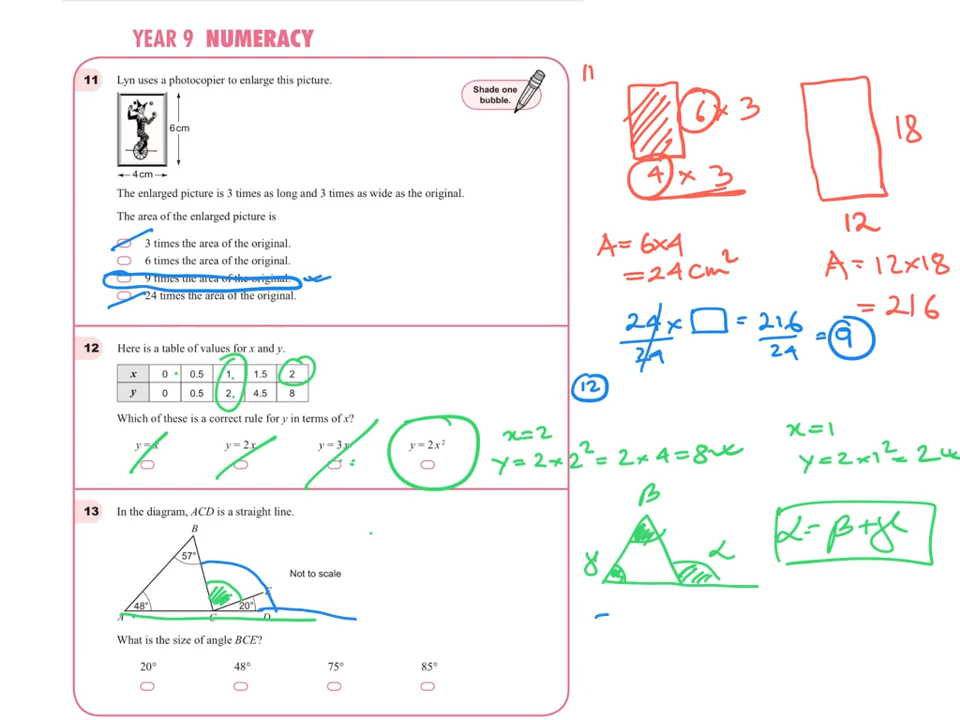 YEAR 9 NUMERACY
11 Lyn uses a photocopier to enlarge this picture.
Shade one
bubble.
6 cm
4 cm
The enlarged picture is 3 times as long and 3 times as wide as the original.
The area of the enlarged picture is
3 times the area of the original.
6 times the area of the original.
9 times the area of the original.
24 times the area of the original.
12 Here is a table of values for x and y.
x 0 0.5 1 1.5 2
y 0 0.5 2 4.5 8
Which of these is a correct rule for y in terms of x?
y = x y = 2x y = 3x y = 2x²
13 In the diagram, ACD is a straight line.
B
57°
Not to scale
E
48° 20°
A C D
What is the size of angle BCE?
20° 48° 75° 85°
11
6 × 3
4 × 3
18
12
A = 6×4
= 24 cm²
A = 12×18
= 216
24 × □ = 216 = 9
24 24
12
x=2
y = 2 × 2² = 2 × 4 = 8
x=1
y = 2×1² = 2
β
γ α
α = β + γ